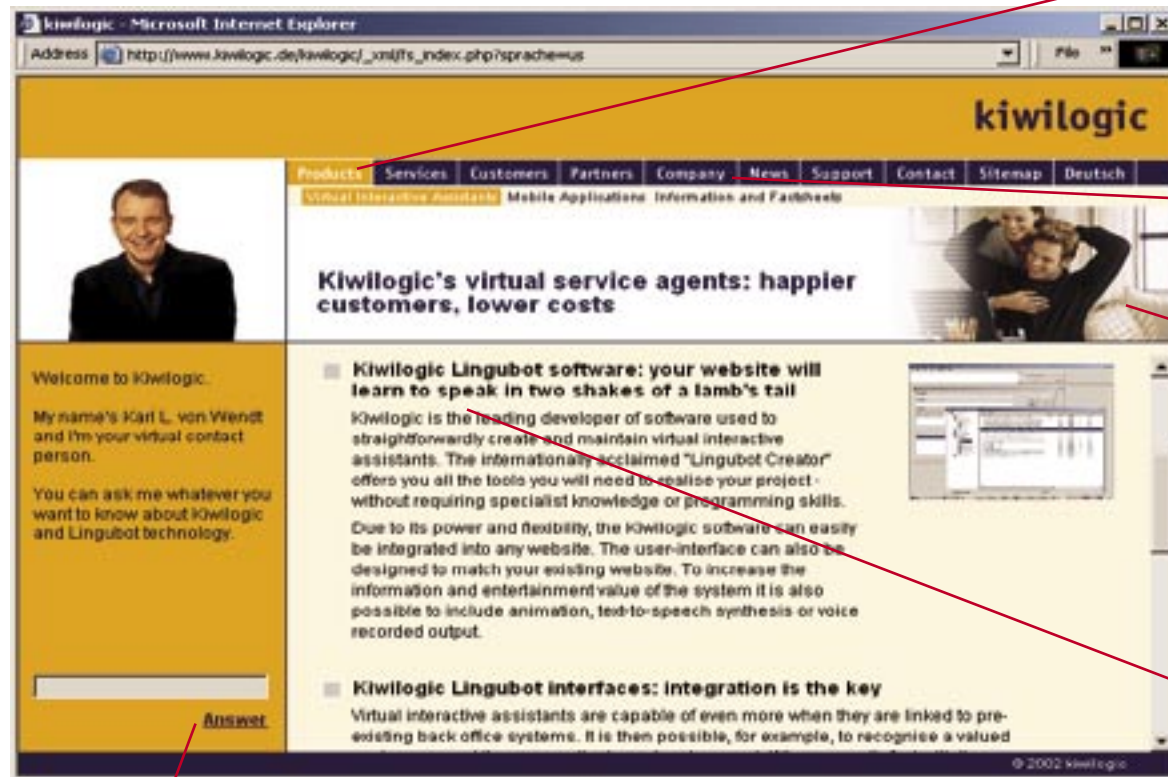 kiwilogic - Microsoft Internet Explorer
Address http://www.kiwilogic.de/kiwilogic/_xml/fs_index.php?sprache=us File »
kiwilogic
Products Services Customers Partners Company News Support Contact Sitemap Deutsch
Virtual Interactive Assistants Mobile Applications Information and Factsheets
Kiwilogic's virtual service agents: happier
customers, lower costs
Welcome to Kiwilogic.
My name's Karl L. von Wendt
and I'm your virtual contact
person.
You can ask me whatever you
want to know about Kiwilogic
and Lingubot technology.
Answer
Kiwilogic Lingubot software: your website will
learn to speak in two shakes of a lamb's tail
Kiwilogic is the leading developer of software used to
straightforwardly create and maintain virtual interactive
assistants. The internationally acclaimed "Lingubot Creator"
offers you all the tools you will need to realise your project -
without requiring specialist knowledge or programming skills.
Due to its power and flexibility, the Kiwilogic software can easily
be integrated into any website. The user-interface can also be
designed to match your existing website. To increase the
information and entertainment value of the system it is also
possible to include animation, text-to-speech synthesis or voice
recorded output.
Kiwilogic Lingubot interfaces: integration is the key
Virtual interactive assistants are capable of even more when they are linked to pre-
existing back office systems. It is then possible, for example, to recognise a valued
© 2002 kiwilogic